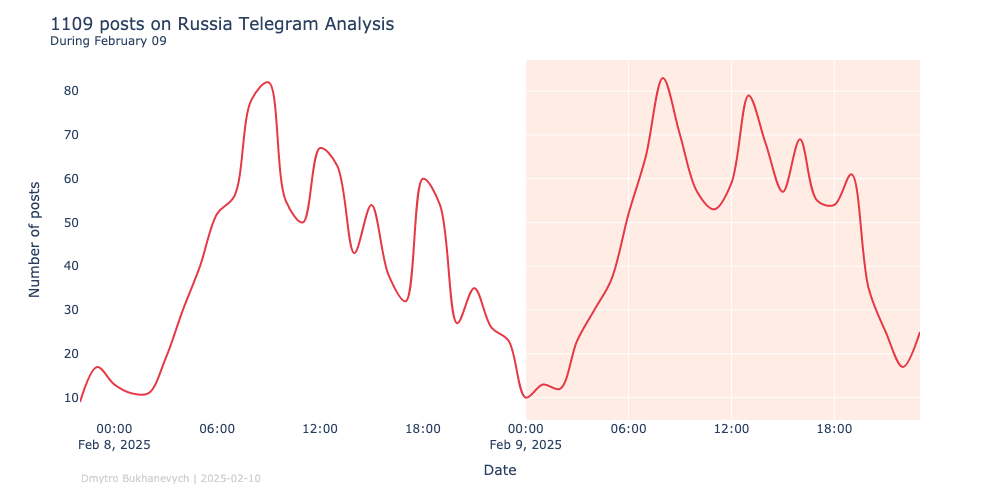 1109 posts on Russia Telegram Analysis
During February 09
Number of posts
80
70
60
50
40
30
20
10
00:00 06:00 12:00 18:00 00:00 06:00 12:00 18:00
Feb 8, 2025 Feb 9, 2025
Date
Dmytro Bukhanevych | 2025-02-10